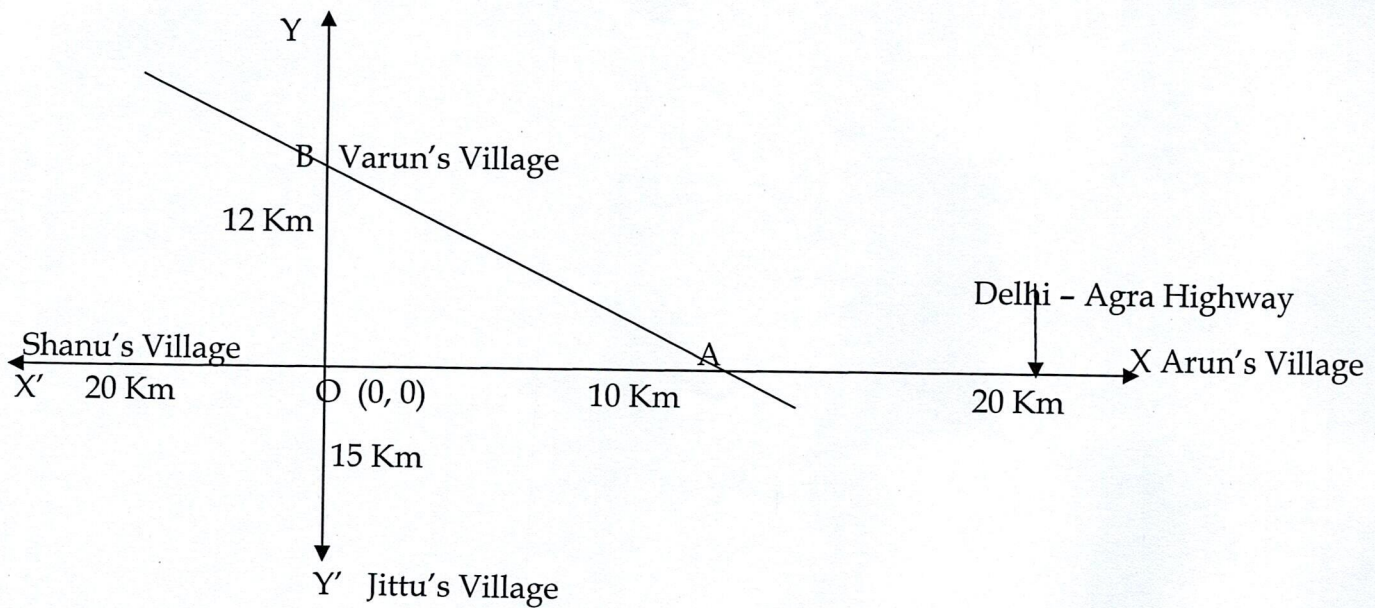 Y
B Varun's Village
12 Km
Delhi – Agra Highway
Shanu's Village
A
X Arun's Village
X' 20 Km
O (0, 0)
10 Km
20 Km
15 Km
Y' Jittu's Village